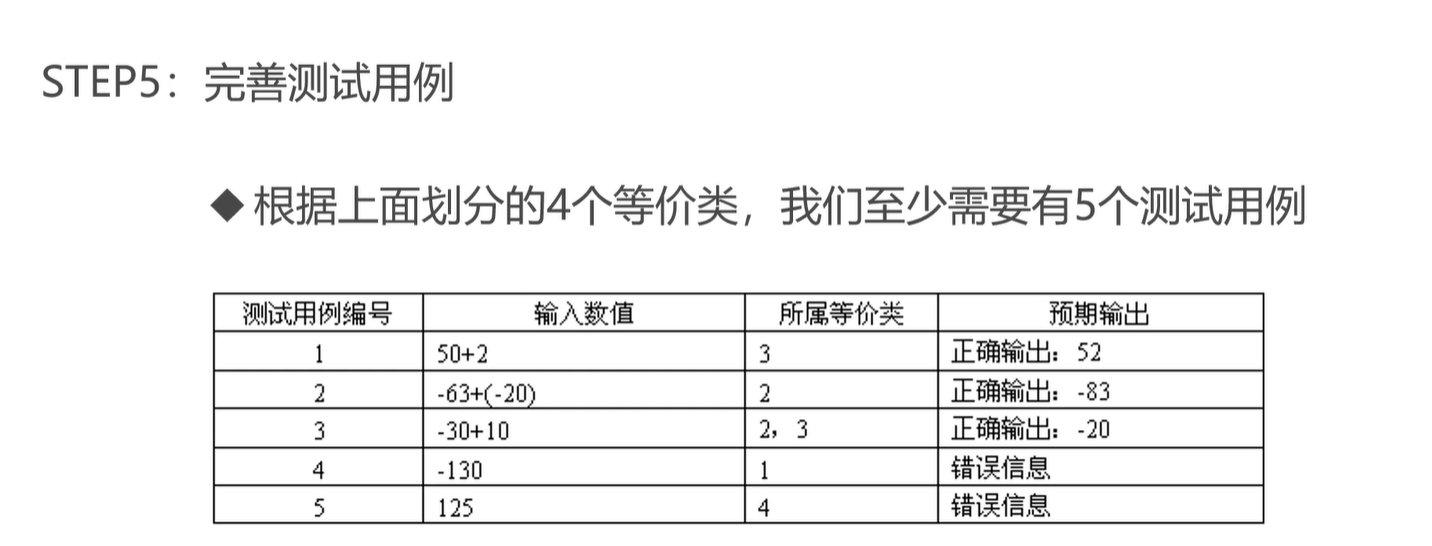 STEP5：完善测试用例
◆ 根据上面划分的4个等价类，我们至少需要有5个测试用例
测试用例编号 输入数值 所属等价类 预期输出
1 50+2 3 正确输出：52
2 -63+(-20) 2 正确输出：-83
3 -30+10 2，3 正确输出：-20
4 -130 1 错误信息
5 125 4 错误信息